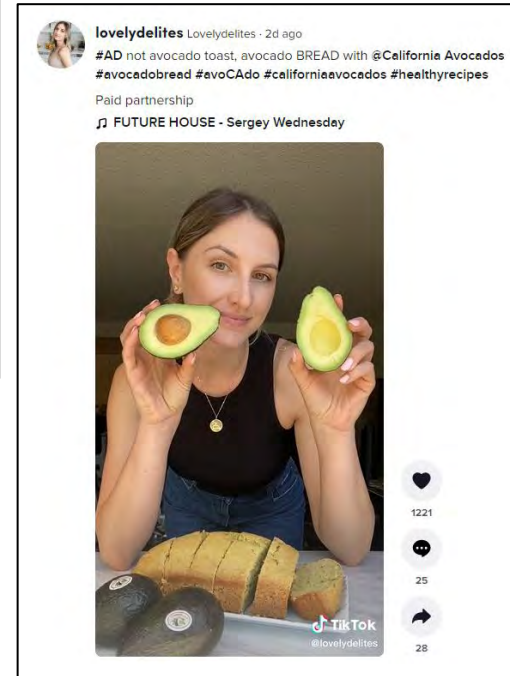 lovelydelites Lovelydelites · 2d ago
#AD not avocado toast, avocado BREAD with @California Avocados
#avocadobread #avoCAdo #californiaavocados #healthyrecipes
Paid partnership
♫ FUTURE HOUSE - Sergey Wednesday
1221
25
28
TikTok
@lovelydelites